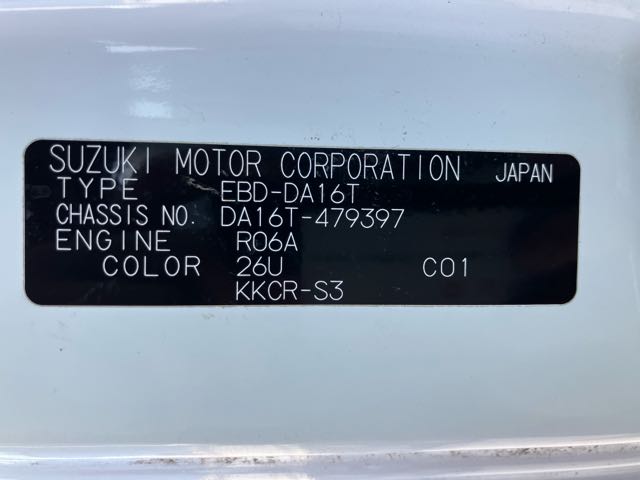 SUZUKI MOTOR CORPORATION JAPAN
TYPE EBD-DA16T
CHASSIS NO. DA16T-479397
ENGINE R06A
COLOR 26U C01
KKCR-S3